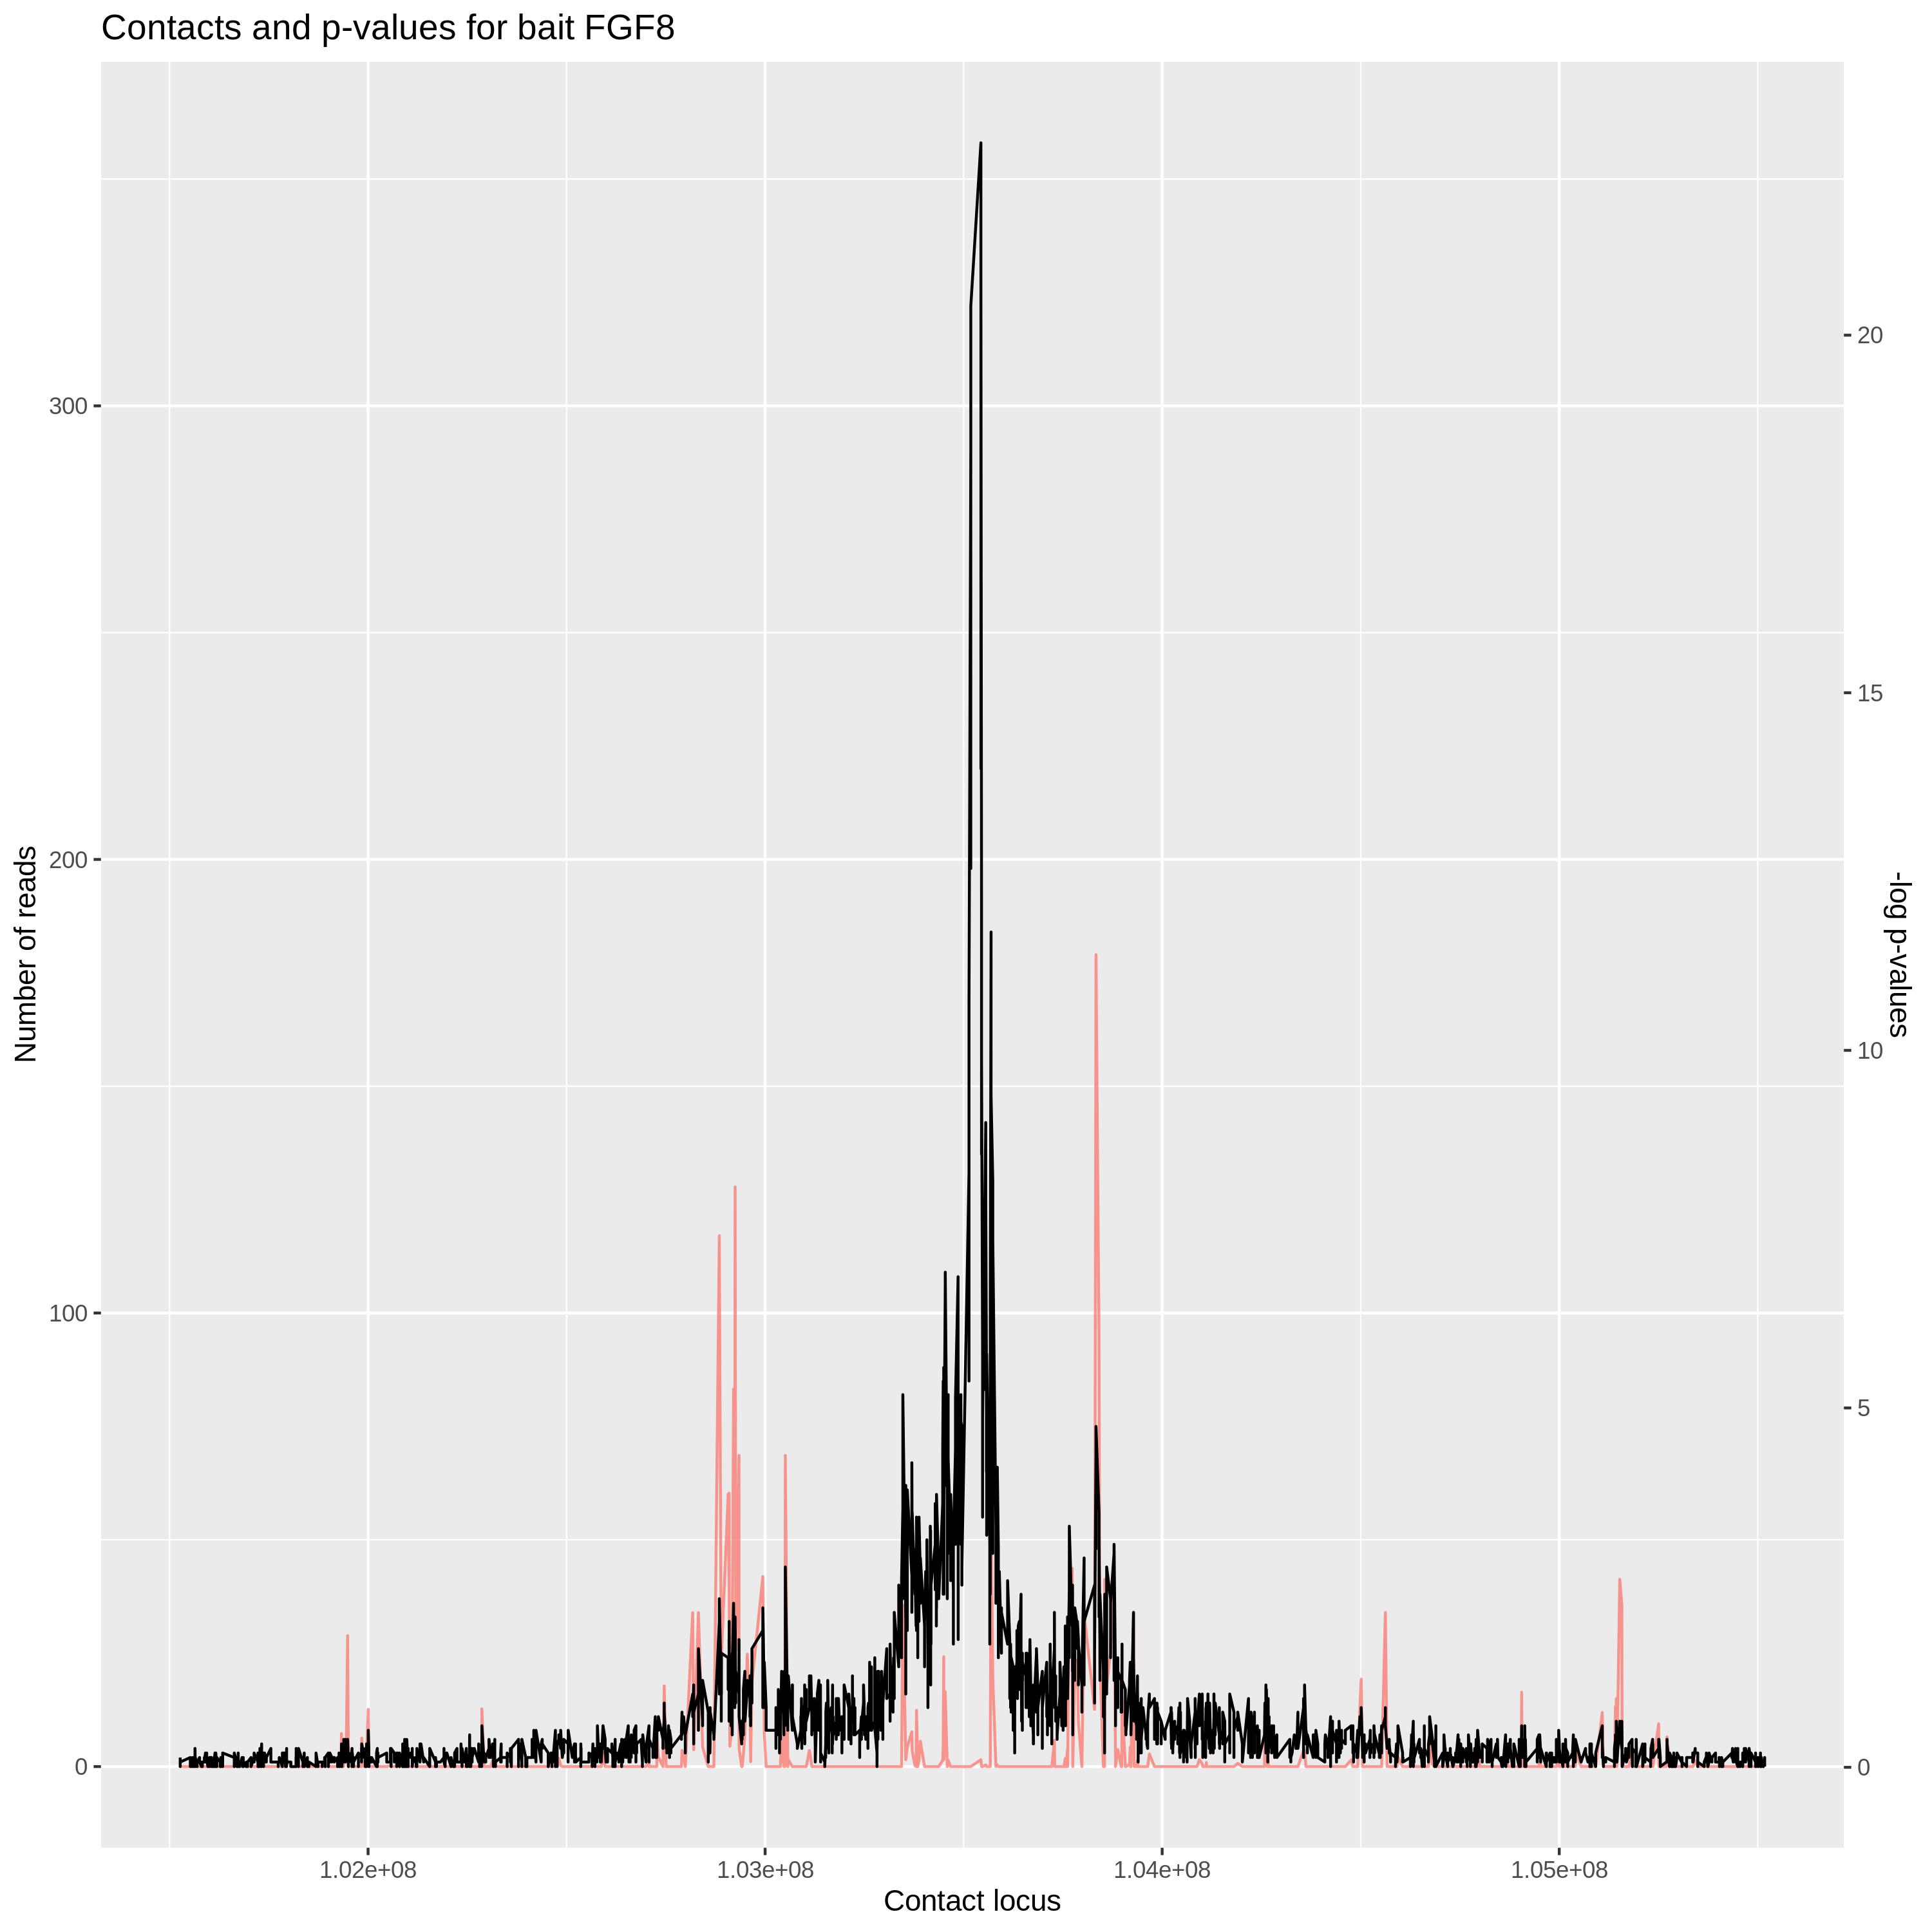 Contacts and p-values for bait FGF8
Number of reads
300
200
100
0
20
15
10
5
0
-log p-values
1.02e+08 1.03e+08 1.04e+08 1.05e+08
Contact locus